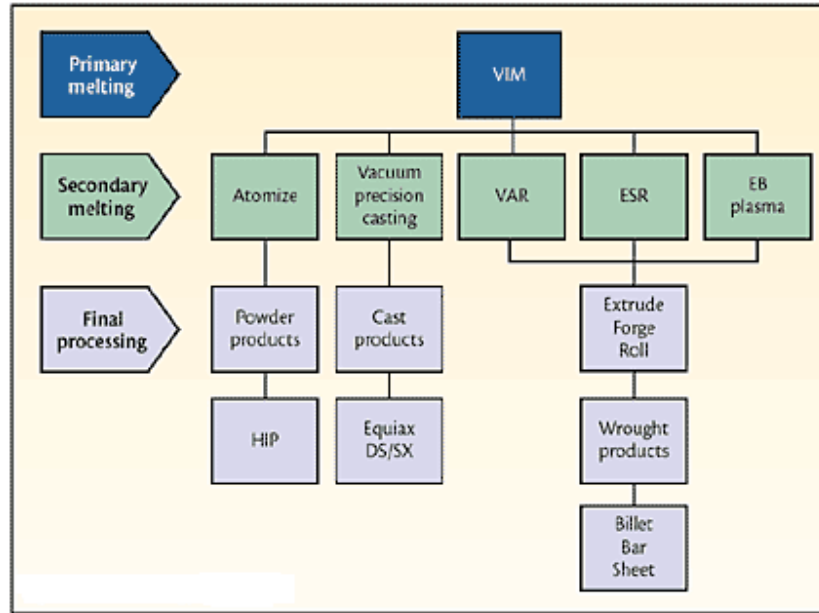 Primary
melting
VIM
Secondary
melting
Atomize
Vacuum
precision
casting
VAR
ESR
EB
plasma
Final
processing
Powder
products
Cast
products
Extrude
Forge
Roll
HIP
Equiax
DS/SX
Wrought
products
Billet
Bar
Sheet